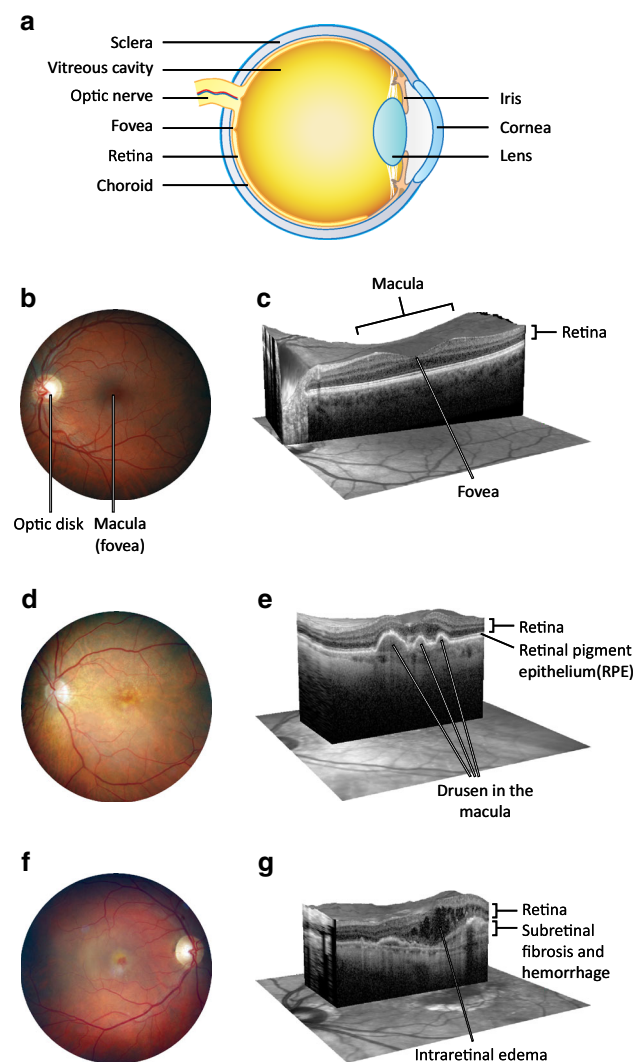 a
Sclera
Vitreous cavity
Optic nerve
Fovea
Retina
Choroid
Iris
Cornea
Lens
b
Optic disk
Macula
(fovea)
c
Macula
Retina
Fovea
d
e
Retina
Retinal pigment
epithelium(RPE)
Drusen in the
macula
f
g
Retina
Subretinal
fibrosis and
hemorrhage
Intraretinal edema